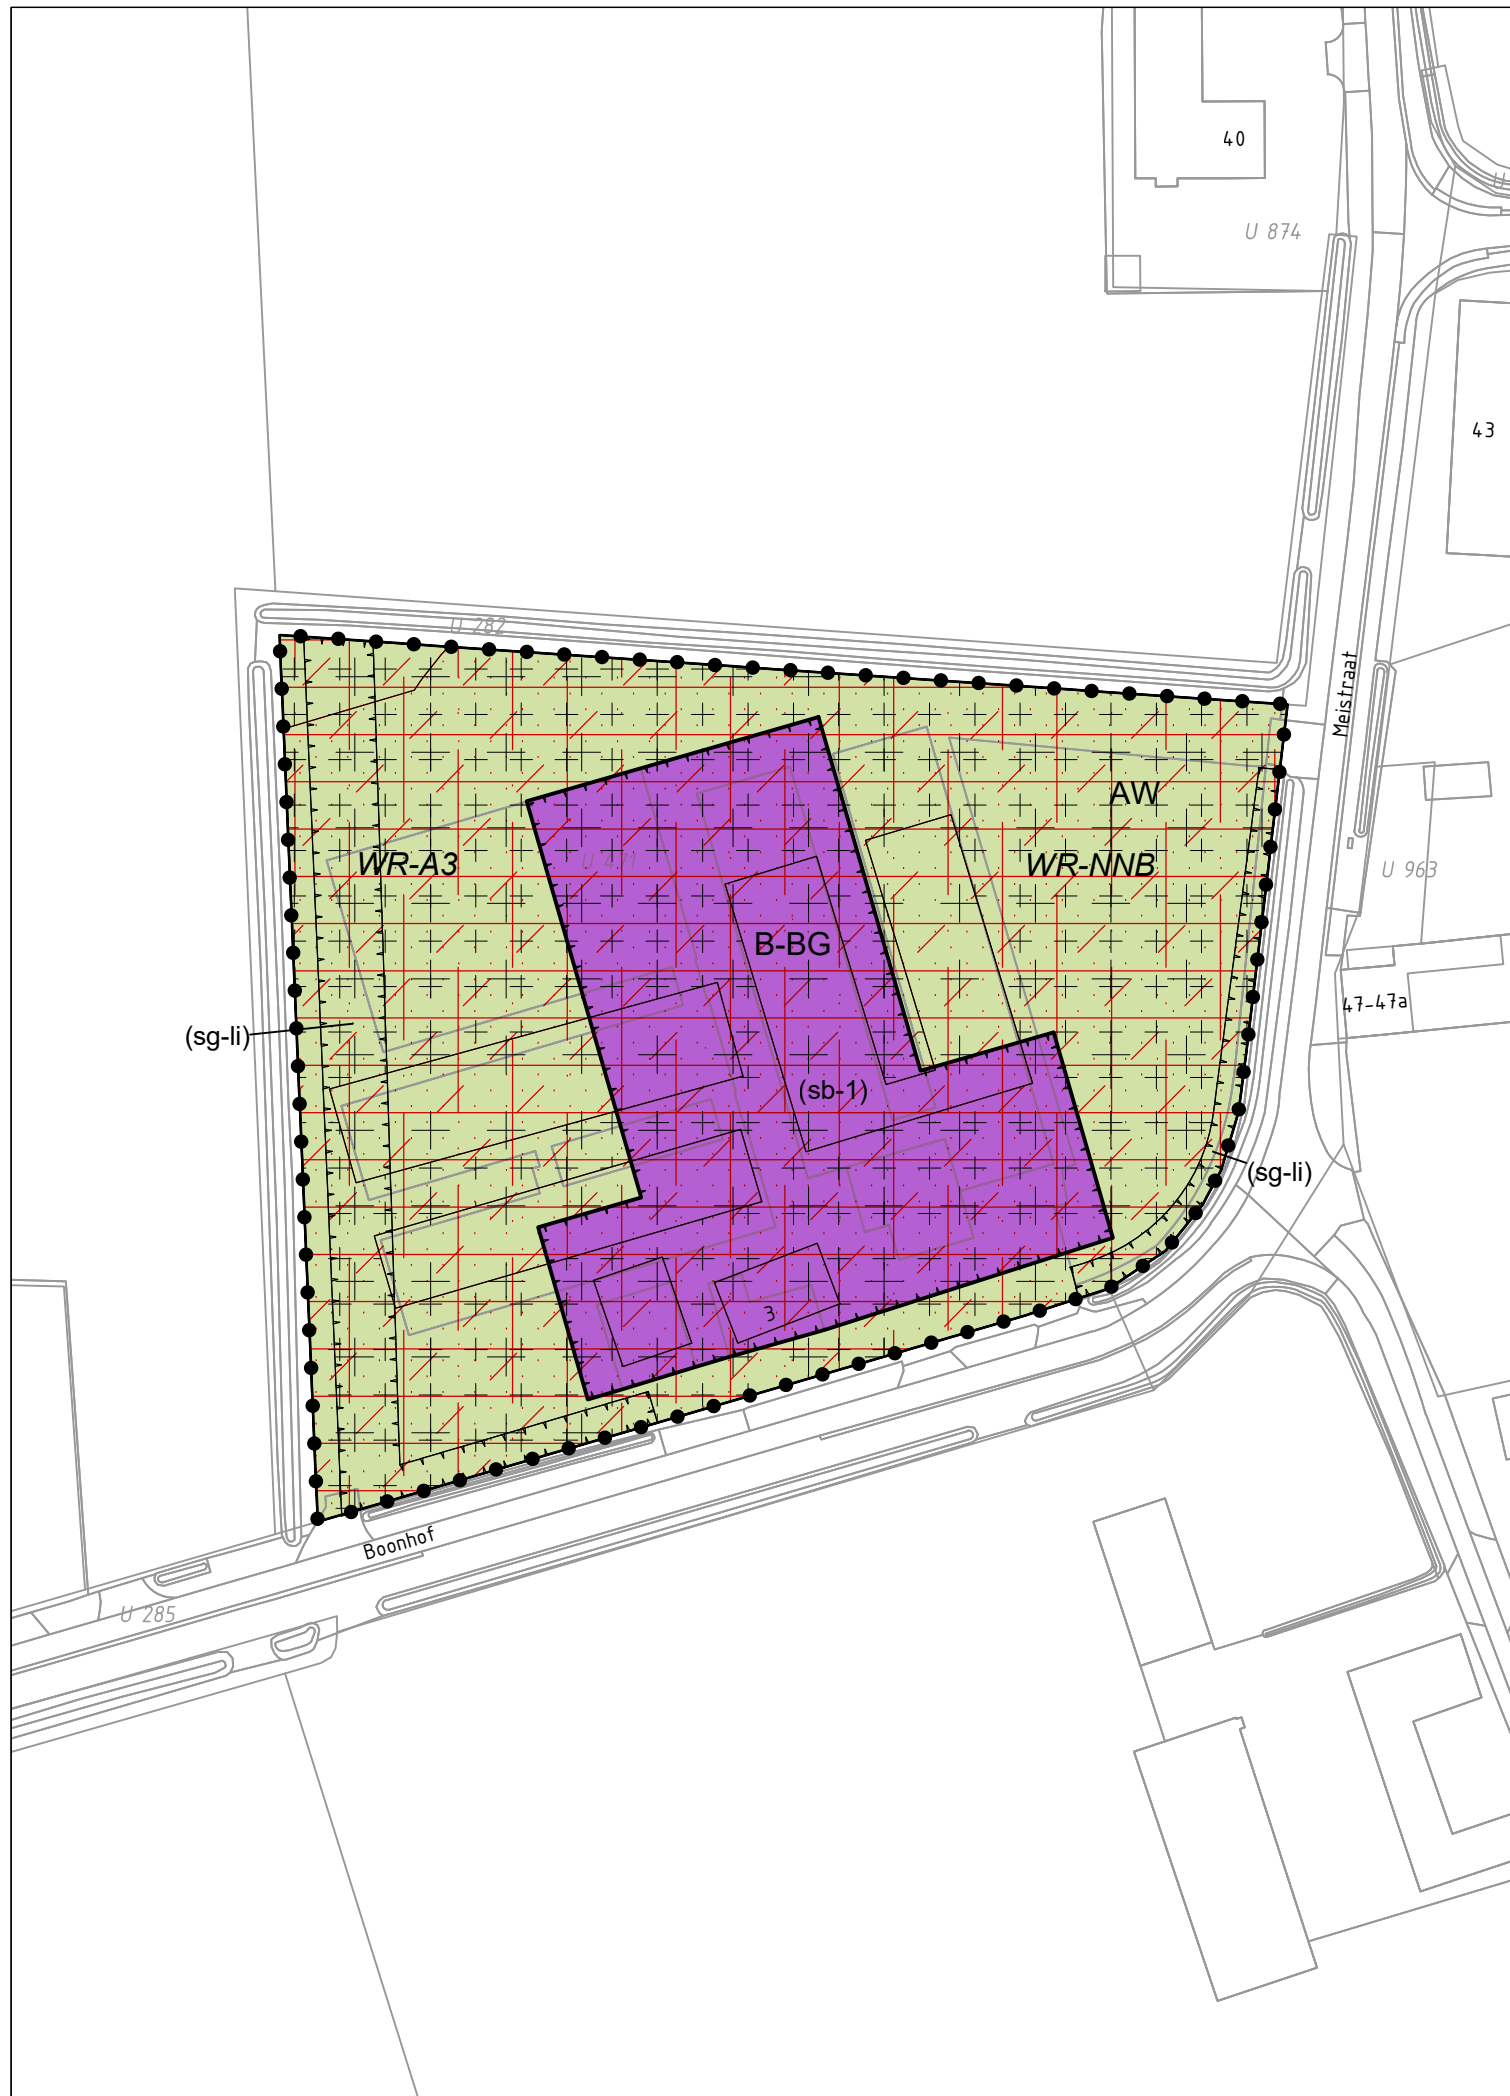 40
U 874
43
U 282
Meistraat
AW
WR-A3
U 471
WR-NNB
U 963
B-BG
47-47a
(sg-li)
(sb-1)
(sg-li)
3
Boonhof
U 285